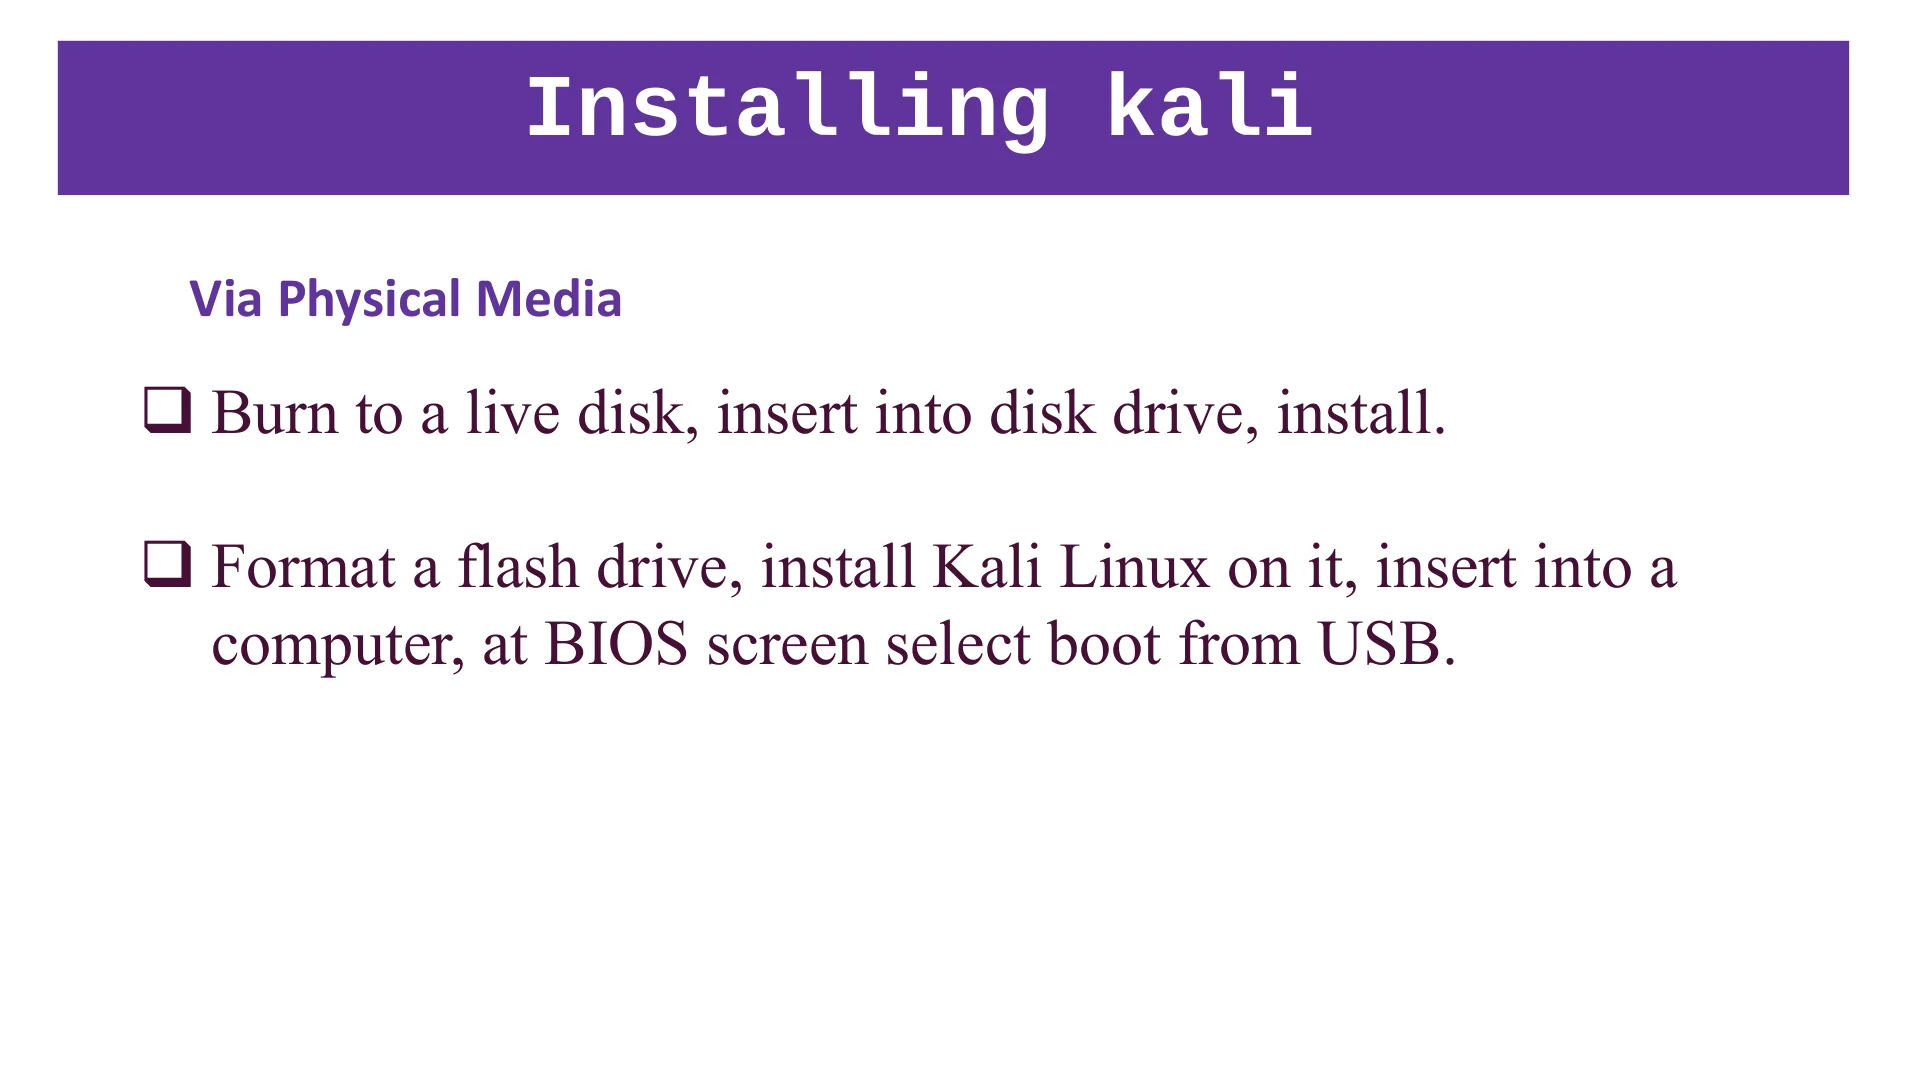 Installing kali
Via Physical Media
❑ Burn to a live disk, insert into disk drive, install.
❑ Format a flash drive, install Kali Linux on it, insert into a
computer, at BIOS screen select boot from USB.